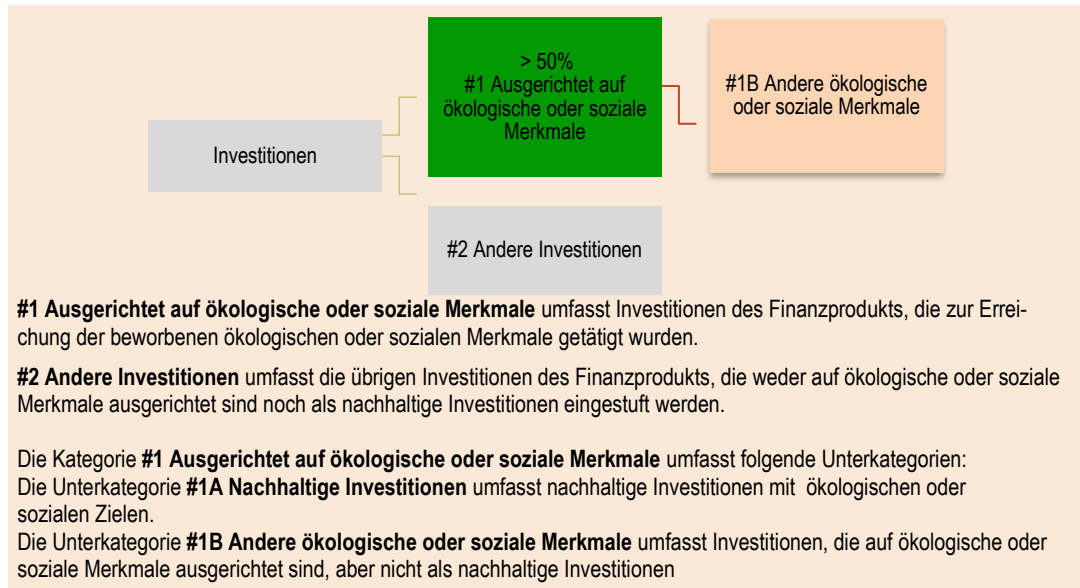 > 50%
#1 Ausgerichtet auf
ökologische oder soziale
Merkmale
#1B Andere ökologische
oder soziale Merkmale
Investitionen
#2 Andere Investitionen
#1 Ausgerichtet auf ökologische oder soziale Merkmale umfasst Investitionen des Finanzprodukts, die zur Errei-
chung der beworbenen ökologischen oder sozialen Merkmale getätigt wurden.
#2 Andere Investitionen umfasst die übrigen Investitionen des Finanzprodukts, die weder auf ökologische oder soziale
Merkmale ausgerichtet sind noch als nachhaltige Investitionen eingestuft werden.
Die Kategorie #1 Ausgerichtet auf ökologische oder soziale Merkmale umfasst folgende Unterkategorien:
Die Unterkategorie #1A Nachhaltige Investitionen umfasst nachhaltige Investitionen mit ökologischen oder
sozialen Zielen.
Die Unterkategorie #1B Andere ökologische oder soziale Merkmale umfasst Investitionen, die auf ökologische oder
soziale Merkmale ausgerichtet sind, aber nicht als nachhaltige Investitionen